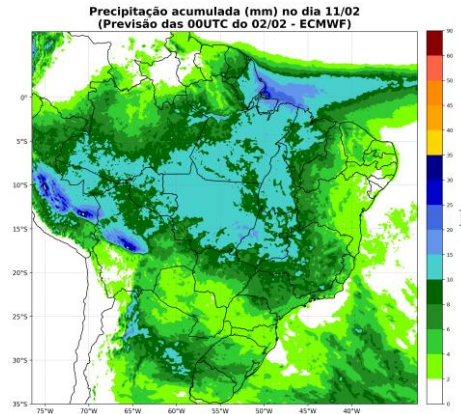 Precipitação acumulada (mm) no dia 11/02
(Previsão das 00UTC do 02/02 - ECMWF)
0°
5°S
10°S
15°S
20°S
25°S
30°S
35°S
75°W
70°W
65°W
60°W
55°W
50°W
45°W
40°W
90
60
50
45
40
35
30
25
20
15
10
8
6
4
2
0